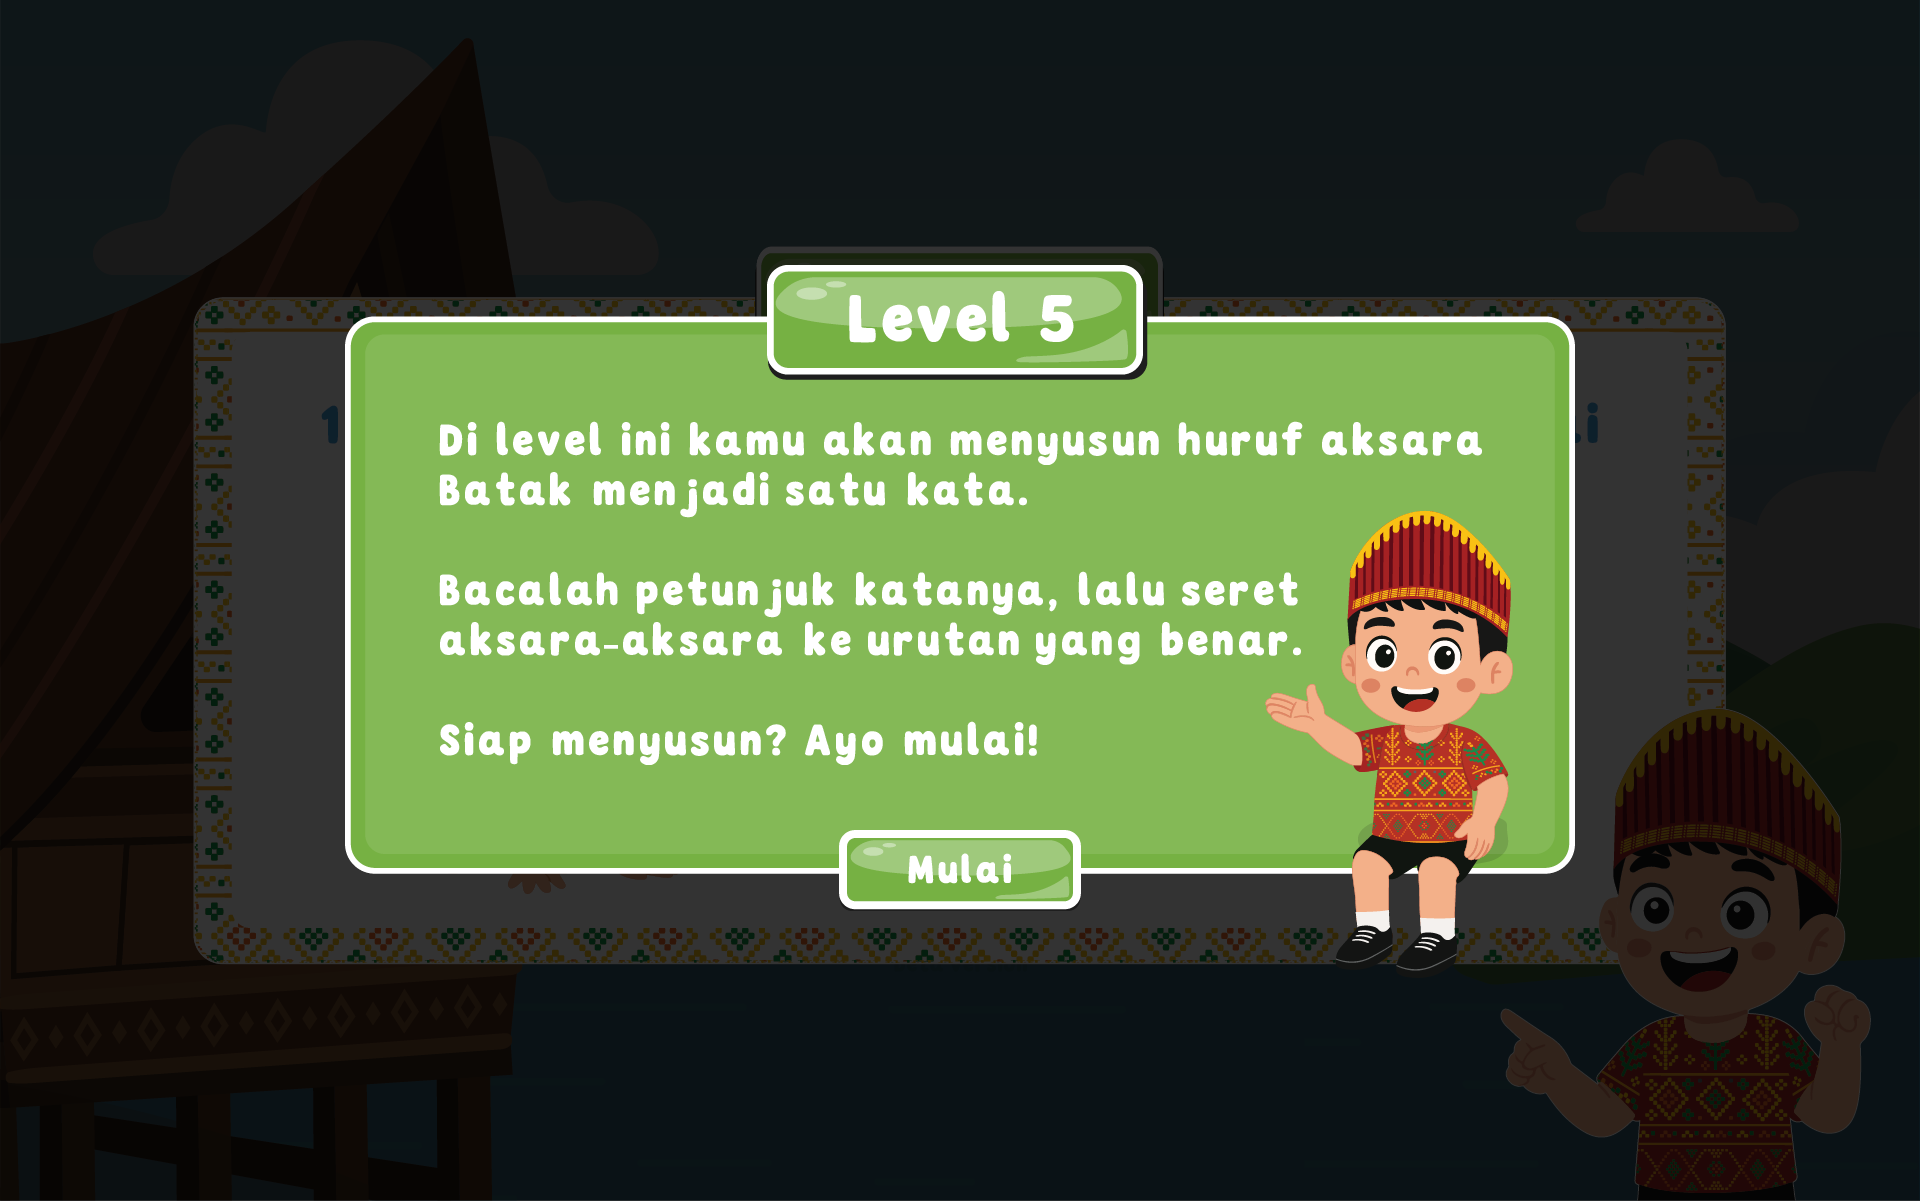 Level 5
Di level ini kamu akan menyusun huruf aksara
Batak menjadi satu kata.
Bacalah petunjuk katanya, lalu seret
aksara-aksara ke urutan yang benar.
Siap menyusun? Ayo mulai!
Mulai